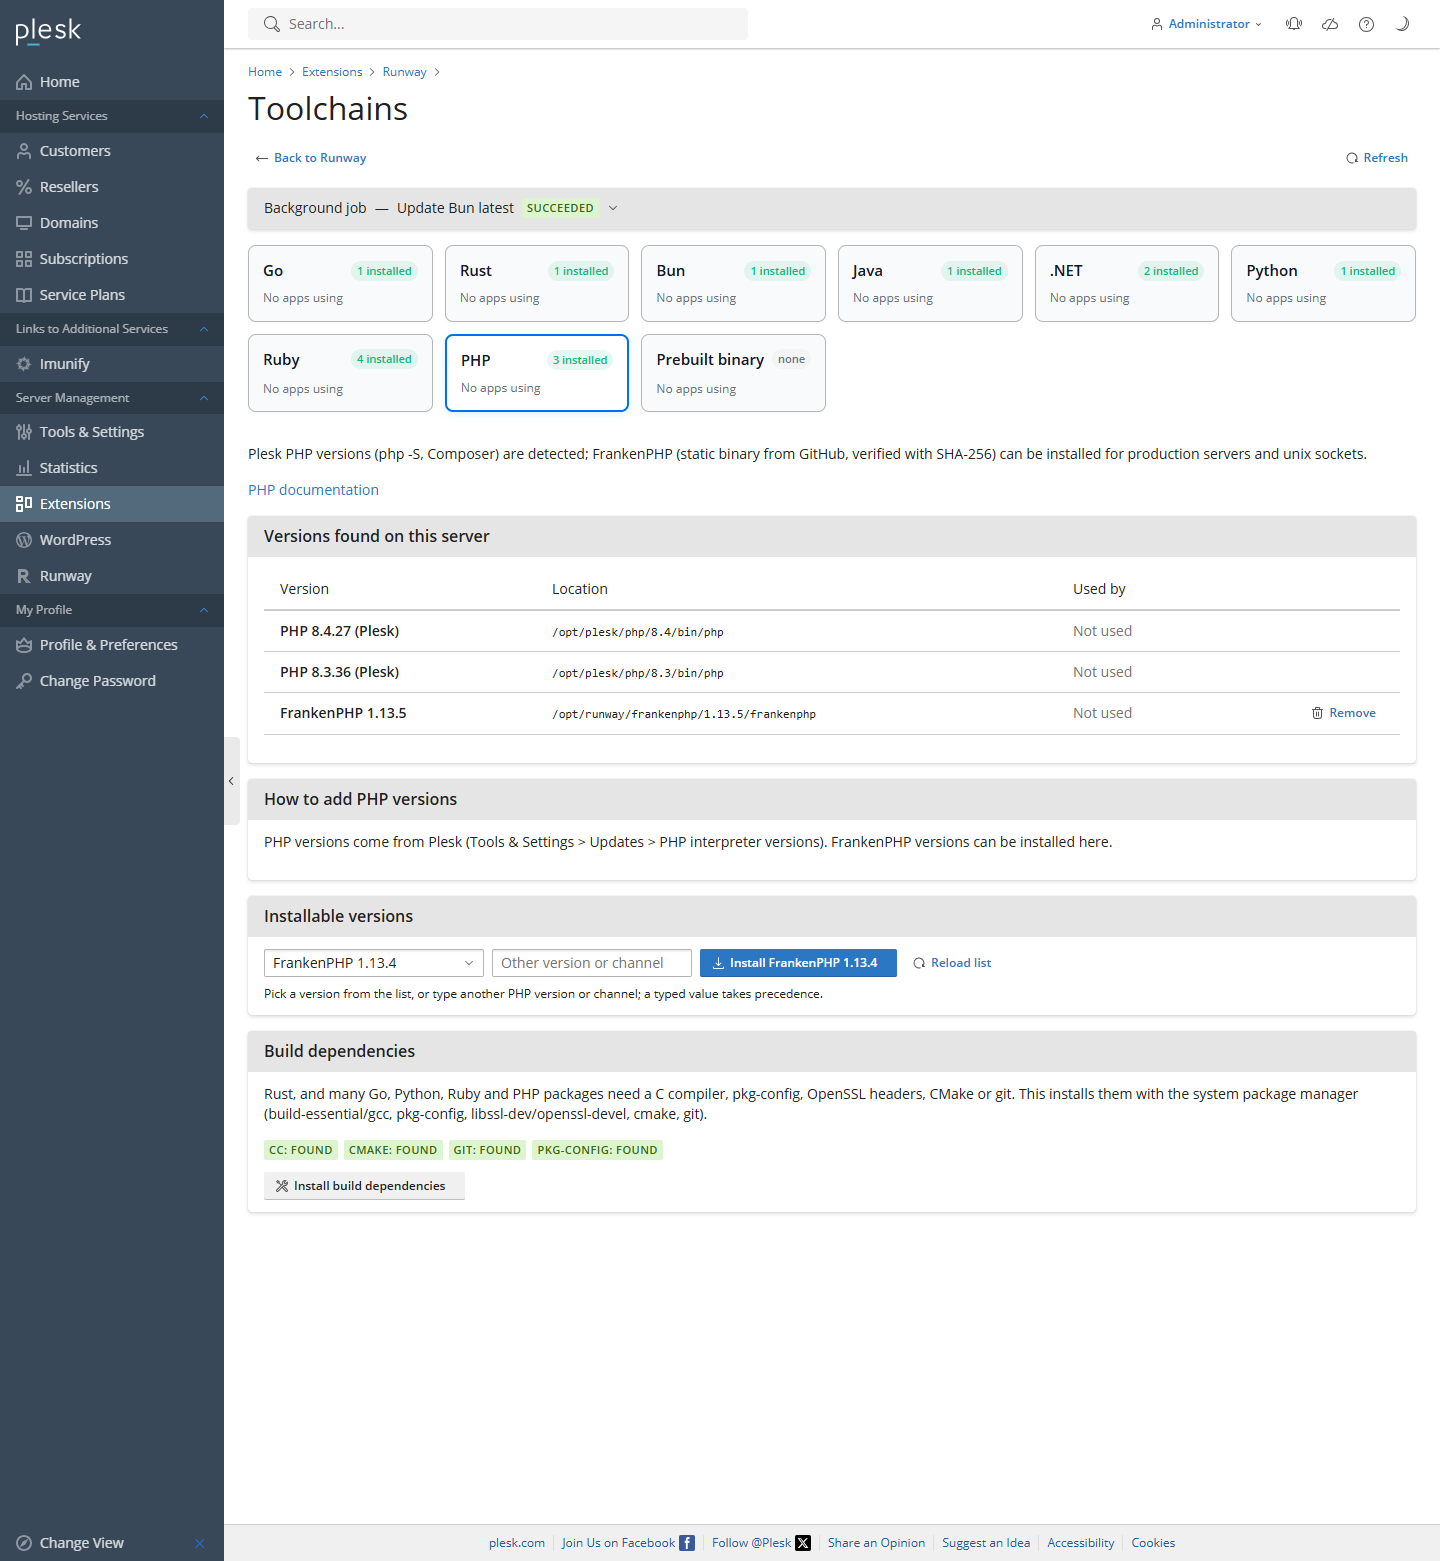 plesk
Search...
Administrator
Home
Hosting Services
Customers
Resellers
Domains
Subscriptions
Service Plans
Links to Additional Services
Imunify
Server Management
Tools & Settings
Statistics
Extensions
WordPress
Runway
My Profile
Profile & Preferences
Change Password
Change View
Home > Extensions > Runway >
Toolchains
Back to Runway
Refresh
Background job — Update Bun latest SUCCEEDED
Go 1 installed
No apps using
Rust 1 installed
No apps using
Bun 1 installed
No apps using
Java 1 installed
No apps using
.NET 2 installed
No apps using
Python 1 installed
No apps using
Ruby 4 installed
No apps using
PHP 3 installed
No apps using
Prebuilt binary none
No apps using
Plesk PHP versions (php -S, Composer) are detected; FrankenPHP (static binary from GitHub, verified with SHA-256) can be installed for production servers and unix sockets.
PHP documentation
Versions found on this server
Version Location Used by
PHP 8.4.27 (Plesk) /opt/plesk/php/8.4/bin/php Not used
PHP 8.3.36 (Plesk) /opt/plesk/php/8.3/bin/php Not used
FrankenPHP 1.13.5 /opt/runway/frankenphp/1.13.5/frankenphp Not used Remove
How to add PHP versions
PHP versions come from Plesk (Tools & Settings > Updates > PHP interpreter versions). FrankenPHP versions can be installed here.
Installable versions
FrankenPHP 1.13.4 Other version or channel Install FrankenPHP 1.13.4 Reload list
Pick a version from the list, or type another PHP version or channel; a typed value takes precedence.
Build dependencies
Rust, and many Go, Python, Ruby and PHP packages need a C compiler, pkg-config, OpenSSL headers, CMake or git. This installs them with the system package manager
(build-essential/gcc, pkg-config, libssl-dev/openssl-devel, cmake, git).
CC: FOUND CMAKE: FOUND GIT: FOUND PKG-CONFIG: FOUND
Install build dependencies
plesk.com Join Us on Facebook Follow @Plesk Share an Opinion Suggest an Idea Accessibility Cookies